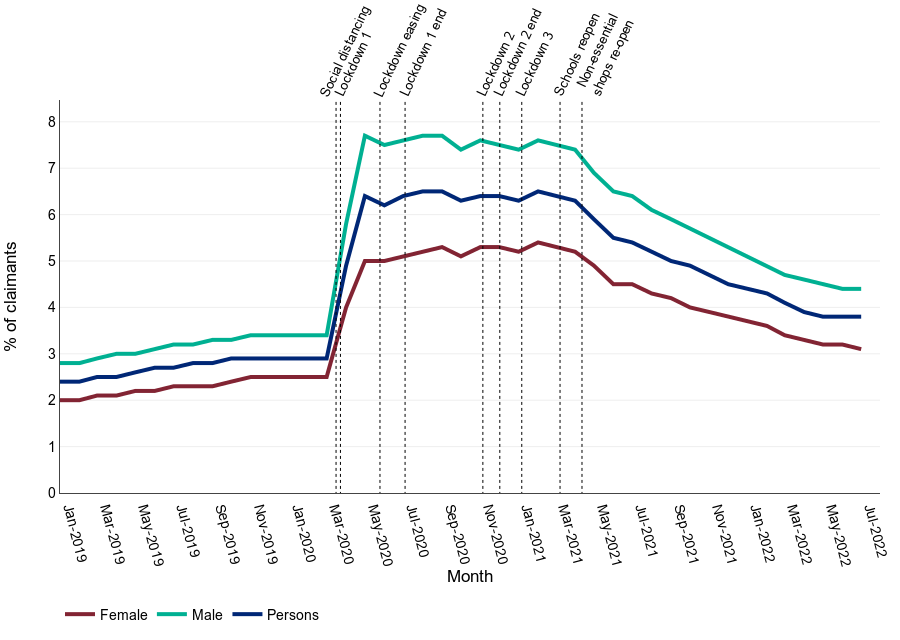 Social distancing
Lockdown 1
Lockdown easing
Lockdown 1 end
Lockdown 2
Lockdown 2 end
Lockdown 3
Schools reopen
Non-essential
shops re-open
% of claimants
8
7
6
5
4
3
2
1
0
Jan-2019
Mar-2019
May-2019
Jul-2019
Sep-2019
Nov-2019
Jan-2020
Mar-2020
May-2020
Jul-2020
Sep-2020
Nov-2020
Jan-2021
Mar-2021
May-2021
Jul-2021
Sep-2021
Nov-2021
Jan-2022
Mar-2022
May-2022
Jul-2022
Month
Female Male Persons